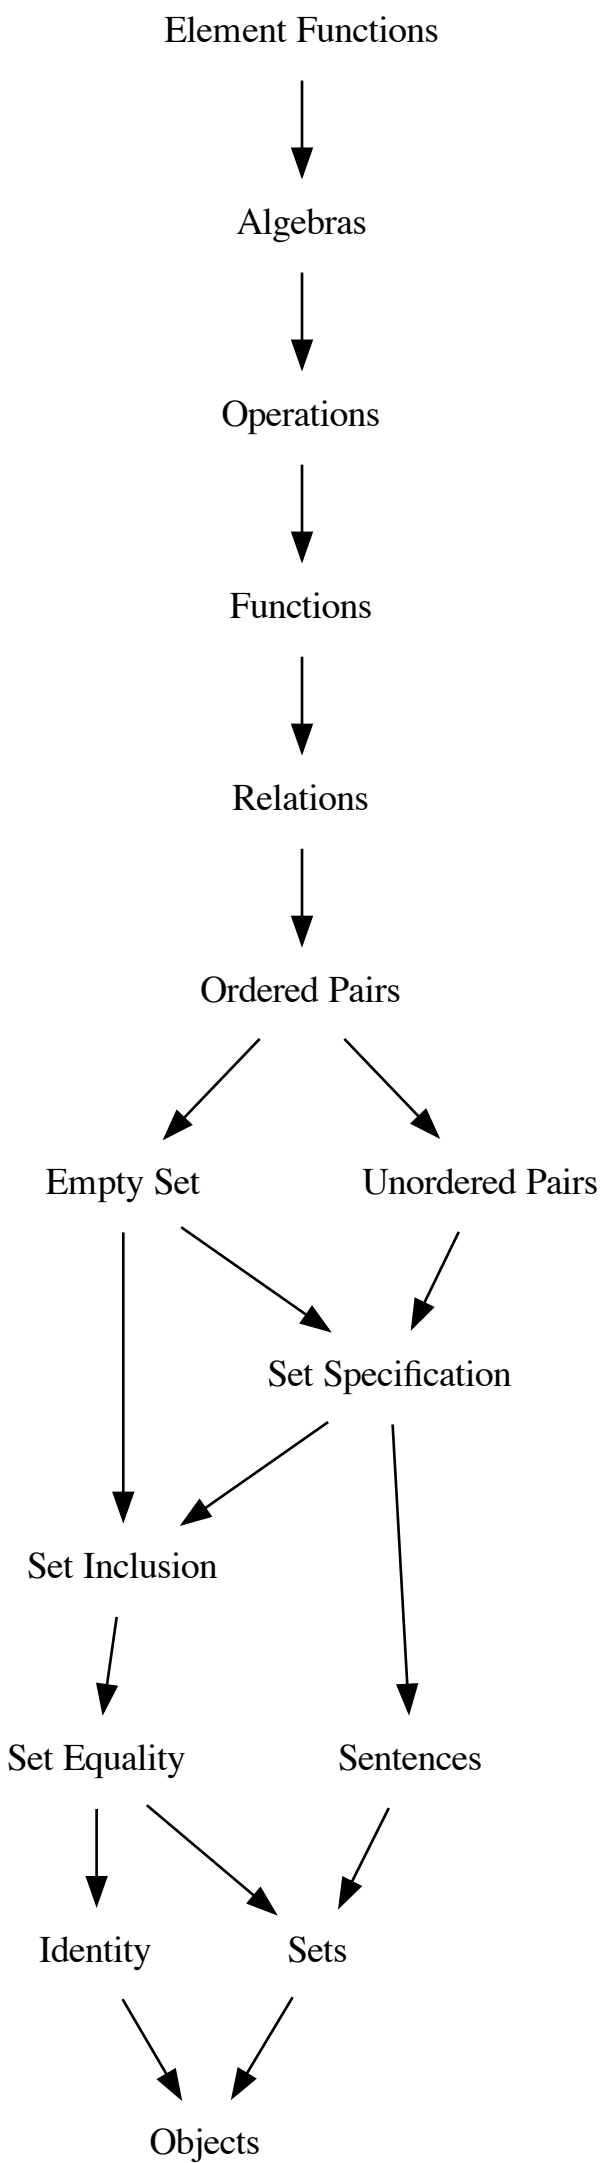 Element Functions
Algebras
Operations
Functions
Relations
Ordered Pairs
Empty Set
Unordered Pairs
Set Specification
Set Inclusion
Set Equality
Sentences
Identity
Sets
Objects